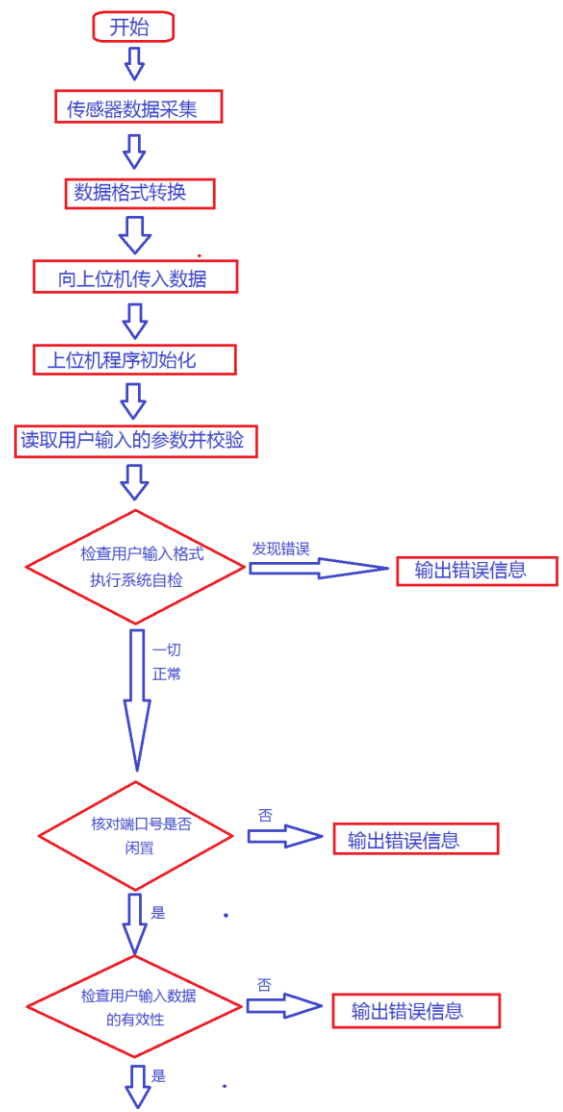 开始
传感器数据采集
数据格式转换
向上位机传入数据
上位机程序初始化
读取用户输入的参数并校验
检查用户输入格式
执行系统自检
发现错误
输出错误信息
一切
正常
核对端口号是否
闲置
否
输出错误信息
是
检查用户输入数据
的有效性
否
输出错误信息
是